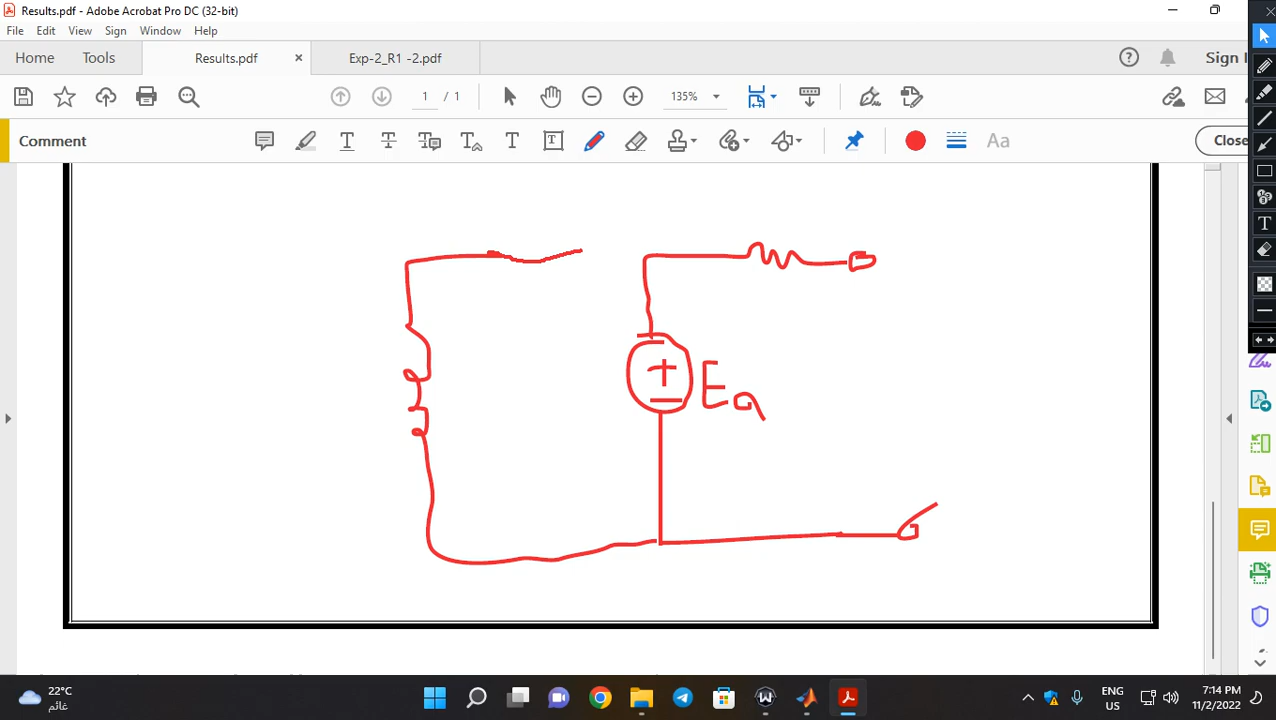 Results.pdf - Adobe Acrobat Pro DC (32-bit)
File Edit View Sign Window Help
Home Tools Results.pdf × Exp-2_R1 -2.pdf Sign
1 / 1 135%
Comment T T T T T T Aa Close
T
+
Ea
22°C
غائم
ENG
US
7:14 PM
11/2/2022